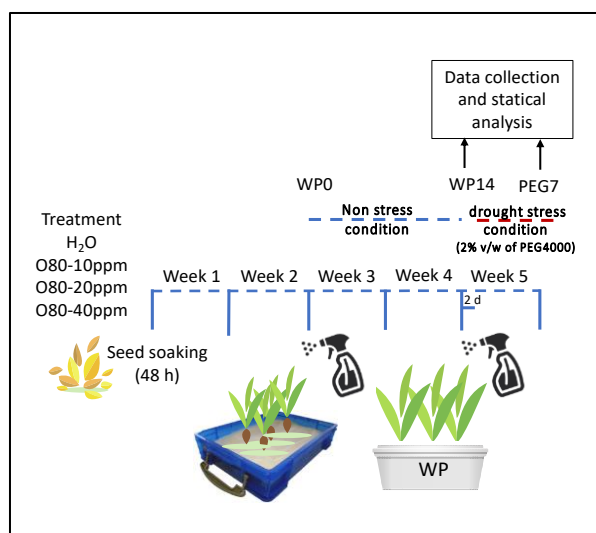 Data collection
and statical
analysis
WP0
WP14
PEG7
Non stress
condition
drought stress
condition
(2% v/w of PEG4000)
Treatment
H₂O
O80-10ppm
O80-20ppm
O80-40ppm
Week 1
Week 2
Week 3
Week 4
Week 5
2 d
Seed soaking
(48 h)
WP